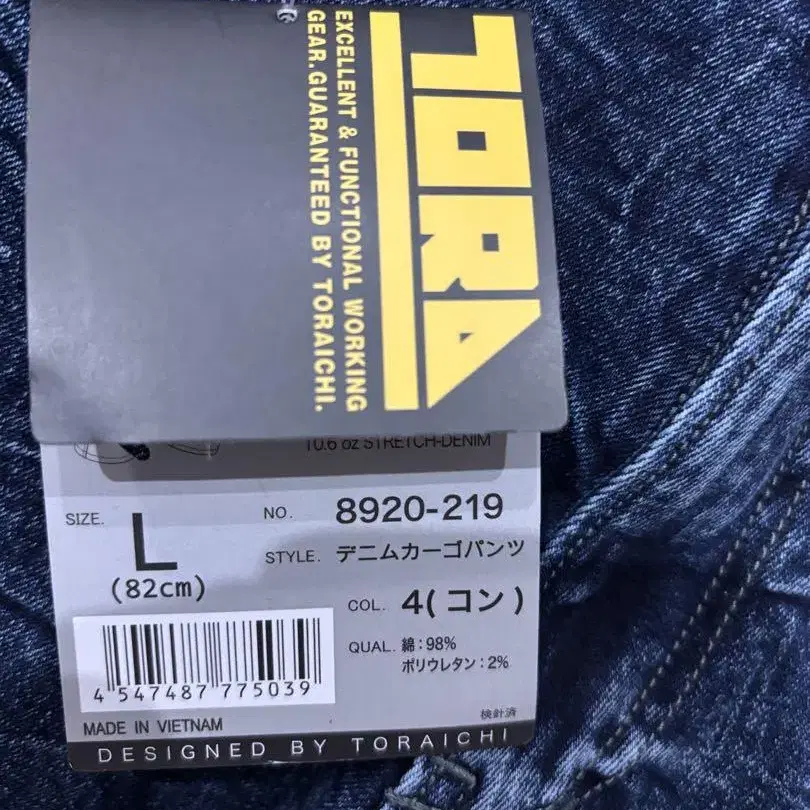 TORA
EXCELLENT & FUNCTIONAL WORKING
GEAR.GUARANTEED BY TORAICHI.
10.6 oz STRETCH-DENIM
SIZE. L
(82cm)
NO. 8920-219
STYLE. デニムカーゴパンツ
COL. 4(コン)
QUAL. 綿:98%
ポリウレタン:2%
4 547487 775039
検針済
MADE IN VIETNAM
DESIGNED BY TORAICHI